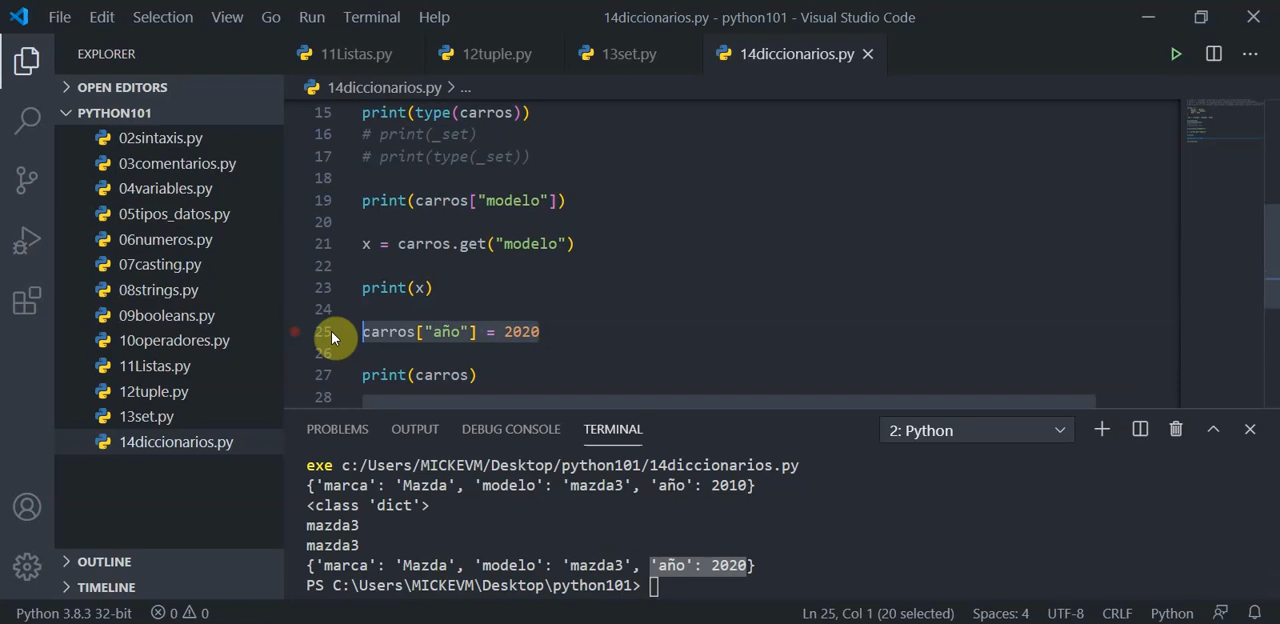 File Edit Selection View Go Run Terminal Help 14diccionarios.py - python101 - Visual Studio Code
EXPLORER
11Listas.py 12tuple.py 13set.py 14diccionarios.py
OPEN EDITORS
14diccionarios.py > ...
PYTHON101
02sintaxis.py
03comentarios.py
04variables.py
05tipos_datos.py
06numeros.py
07casting.py
08strings.py
09booleans.py
10operadores.py
11Listas.py
12tuple.py
13set.py
14diccionarios.py
OUTLINE
TIMELINE
15 print(type(carros))
16 # print(_set)
17 # print(type(_set))
18
19 print(carros["modelo"])
20
21 x = carros.get("modelo")
22
23 print(x)
24
25 carros["año"] = 2020
26
27 print(carros)
28
PROBLEMS OUTPUT DEBUG CONSOLE TERMINAL 2: Python
exe c:/Users/MICKEVM/Desktop/python101/14diccionarios.py
{'marca': 'Mazda', 'modelo': 'mazda3', 'año': 2010}
<class 'dict'>
mazda3
mazda3
{'marca': 'Mazda', 'modelo': 'mazda3', 'año': 2020}
PS C:\Users\MICKEVM\Desktop\python101>
Python 3.8.3 32-bit 0 0 Ln 25, Col 1 (20 selected) Spaces: 4 UTF-8 CRLF Python